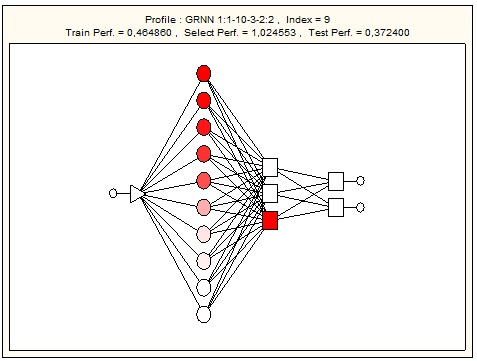 Profile : GRNN 1:1-10-3-2:2 , Index = 9
Train Perf. = 0,464860 , Select Perf. = 1,024553 , Test Perf. = 0,372400